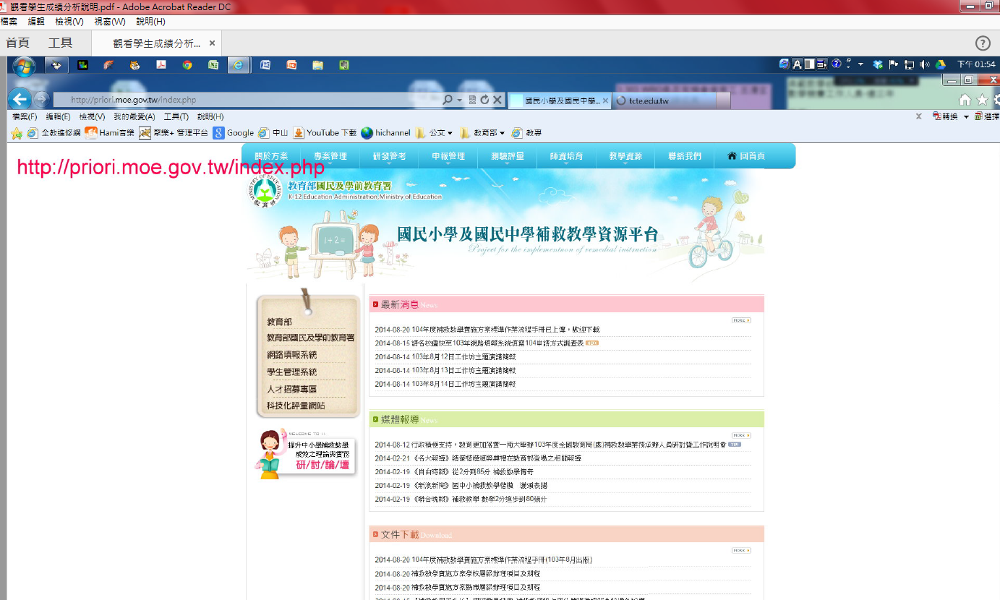 觀看學生成績分析說明.pdf - Adobe Acrobat Reader DC
檔案 編輯 檢視(V) 視窗(W) 說明(H)
首頁 工具 觀看學生成績分析... ×
下午 01:54
http://priori.moe.gov.tw/index.php 國民小學及國民中學... × tcte.edu.tw
檔案(F) 編輯(E) 檢視(V) 我的最愛(A) 工具(T) 說明(H) x 轉換 選擇
全教進修網 Hami音樂 聚樂+ 管理平台 Google 中山 YouTube 下載 hichannel 公文 教育部 教專
關於方案 專案管理 研發管考 申報管理 測驗評量 師資培育 教學資源 聯絡我們 回首頁
http://priori.moe.gov.tw/index.php
MINISTRY OF EDUCATION 教育部
教育部國民及學前教育署
K-12 Education Administration,Ministry of Education
1+2=
國民小學及國民中學補救教學資源平台
Project for the implementation of remedial instruction
教育部
教育部國民及學前教育署
網路填報系統
學生管理系統
人才招募專區
科技化評量網站
WELCOME TO
提升中小學補救教學
成效之理論與實務
研/討/論/壇
最新消息 News
MORE
2014-08-20 104年度補救教學實施方案標準作業流程手冊已上傳，歡迎下載
2014-08-15 請各校儘快至103年網路填報系統填寫104申請方式調查表
2014-08-14 103年8月12日工作坊主題演講簡報
2014-08-14 103年8月13日工作坊主題演講簡報
2014-08-14 103年8月14日工作坊主題演講簡報
媒體報導 News
MORE
2014-08-12 行政積極支持，教育更加落實—南大舉辦103年度全國教育局(處)補救教學業務承辦人員研討暨工作說明會
2014-02-21 《名大報導》績優楷模頒獎典禮在教育部登場之相關報導
2014-02-19 《自由時報》從2分到85分 補救教學傳奇
2014-02-19 《新浪新聞》國中小補救教學楷模 獲頒表揚
2014-02-19 《聯合晚報》補救教學 數學2分進步到80幾分
文件下載 Download
MORE
2014-08-20 104年度補救教學實施方案標準作業流程手冊(103年8月出版)
2014-08-20 補救教學實施方案學校層級辦理項目及期程
2014-08-20 補救教學實施方案縣市層級辦理項目及期程